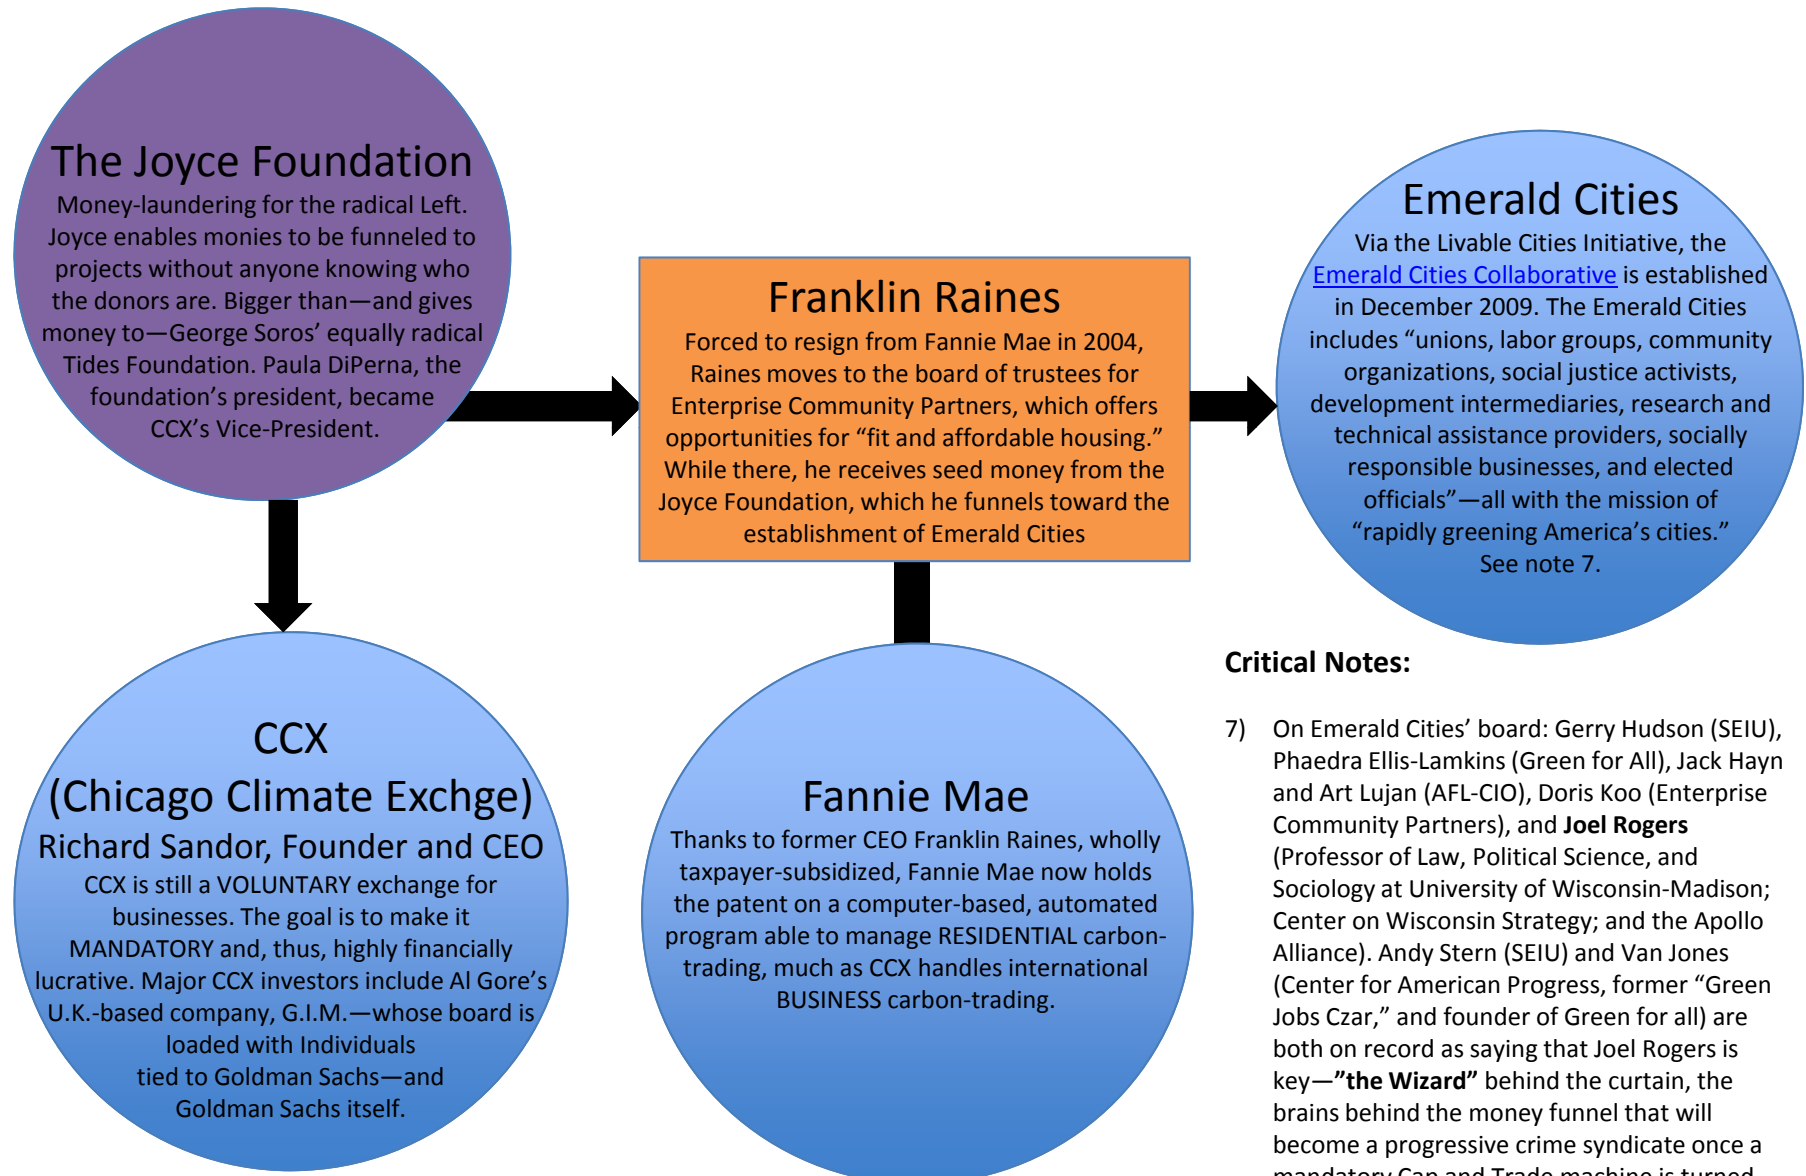 The Joyce Foundation
Money-laundering for the radical Left.
Joyce enables monies to be funneled to
projects without anyone knowing who
the donors are. Bigger than—and gives
money to—George Soros’ equally radical
Tides Foundation. Paula DiPerna, the
foundation’s president, became
CCX’s Vice-President.
Franklin Raines
Forced to resign from Fannie Mae in 2004,
Raines moves to the board of trustees for
Enterprise Community Partners, which offers
opportunities for “fit and affordable housing.”
While there, he receives seed money from the
Joyce Foundation, which he funnels toward the
establishment of Emerald Cities
Emerald Cities
Via the Livable Cities Initiative, the
Emerald Cities Collaborative is established
in December 2009. The Emerald Cities
includes “unions, labor groups, community
organizations, social justice activists,
development intermediaries, research and
technical assistance providers, socially
responsible businesses, and elected
officials”—all with the mission of
“rapidly greening America’s cities.”
See note 7.
CCX
(Chicago Climate Exchge)
Richard Sandor, Founder and CEO
CCX is still a VOLUNTARY exchange for
businesses. The goal is to make it
MANDATORY and, thus, highly financially
lucrative. Major CCX investors include Al Gore’s
U.K.-based company, G.I.M.—whose board is
loaded with Individuals
tied to Goldman Sachs—and
Goldman Sachs itself.
Fannie Mae
Thanks to former CEO Franklin Raines, wholly
taxpayer-subsidized, Fannie Mae now holds
the patent on a computer-based, automated
program able to manage RESIDENTIAL carbon-
trading, much as CCX handles international
BUSINESS carbon-trading.
Critical Notes:
7) On Emerald Cities’ board: Gerry Hudson (SEIU),
Phaedra Ellis-Lamkins (Green for All), Jack Hayn
and Art Lujan (AFL-CIO), Doris Koo (Enterprise
Community Partners), and Joel Rogers
(Professor of Law, Political Science, and
Sociology at University of Wisconsin-Madison;
Center on Wisconsin Strategy; and the Apollo
Alliance). Andy Stern (SEIU) and Van Jones
(Center for American Progress, former “Green
Jobs Czar,” and founder of Green for all) are
both on record as saying that Joel Rogers is
key—”the Wizard” behind the curtain, the
brains behind the money funnel that will
become a progressive crime syndicate once a
mandatory Cap and Trade machine is turned